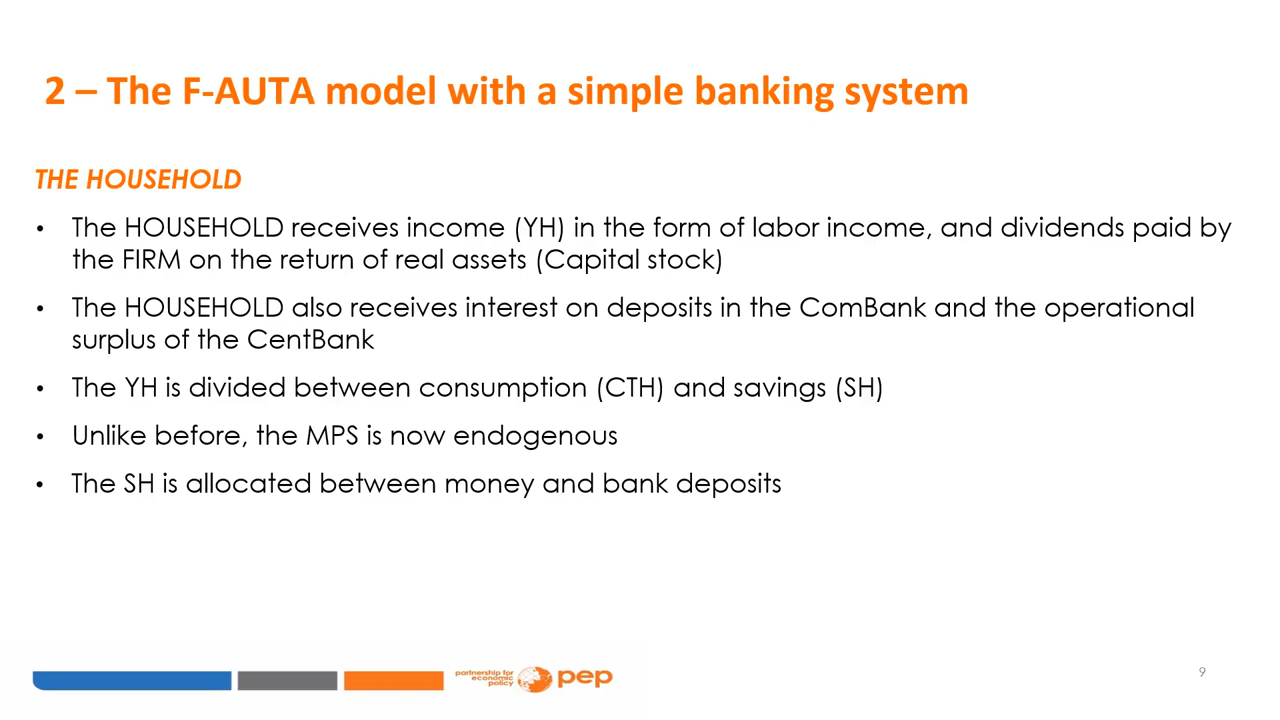 2 – The F-AUTA model with a simple banking system
THE HOUSEHOLD
• The HOUSEHOLD receives income (YH) in the form of labor income, and dividends paid by
the FIRM on the return of real assets (Capital stock)
• The HOUSEHOLD also receives interest on deposits in the ComBank and the operational
surplus of the CentBank
• The YH is divided between consumption (CTH) and savings (SH)
• Unlike before, the MPS is now endogenous
• The SH is allocated between money and bank deposits
partnership for
economic
policy
pep
9